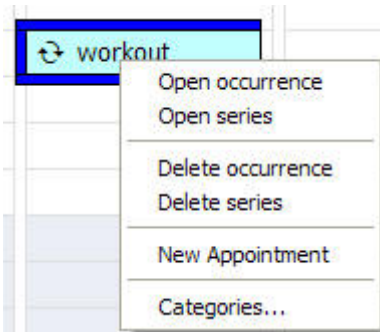 workout
Open occurrence
Open series
Delete occurrence
Delete series
New Appointment
Categories...